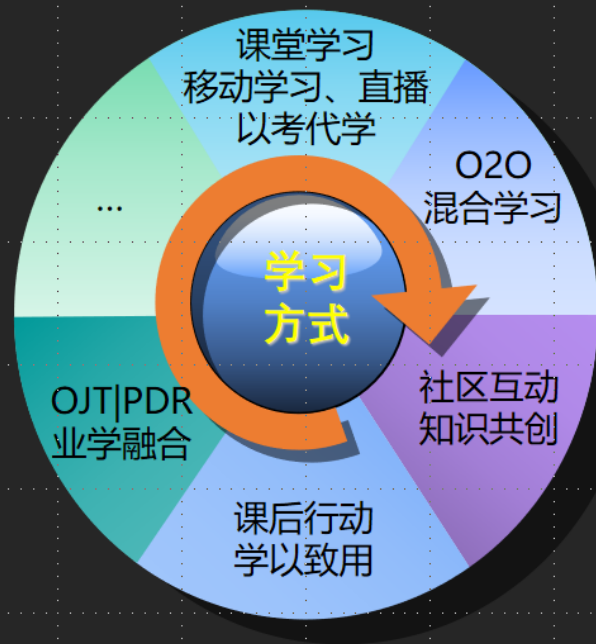 课堂学习
移动学习、直播
以考代学
O2O
混合学习
...
学习
方式
社区互动
知识共创
OJT|PDR
业学融合
课后行动
学以致用